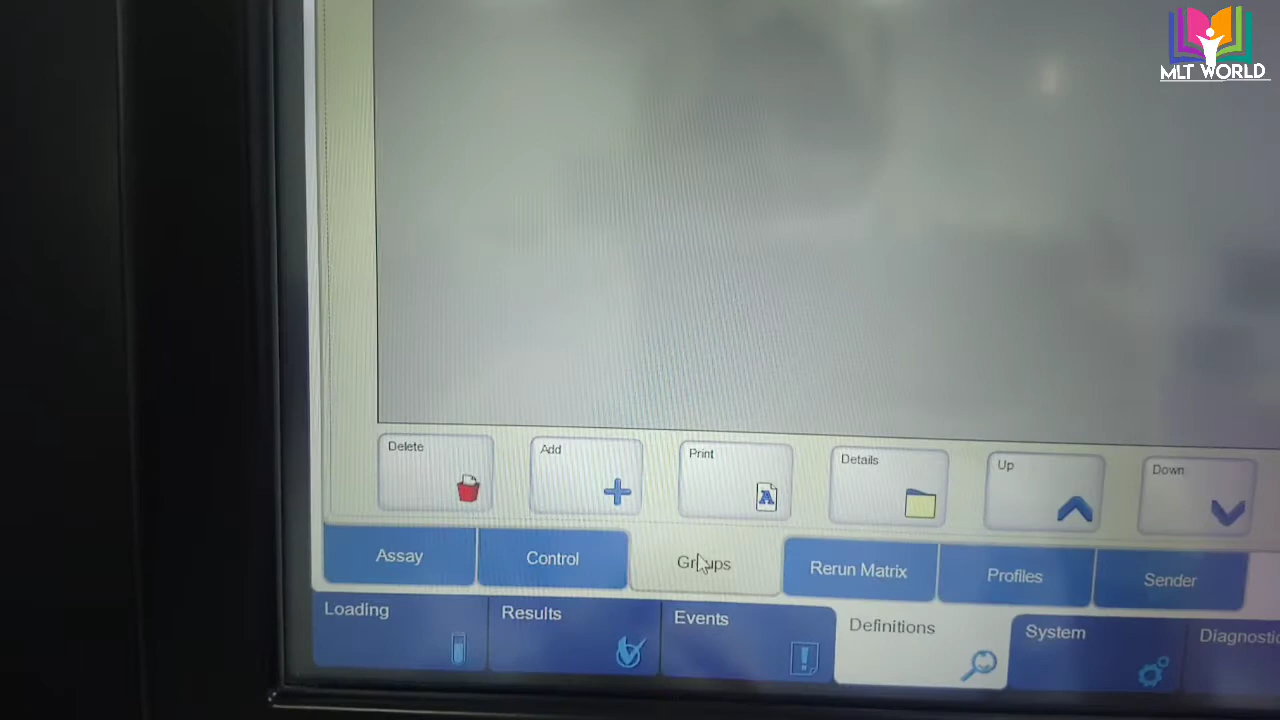 MLT WORLD
Delete
Add
Print
Details
Up
Down
Assay
Control
Groups
Rerun Matrix
Profiles
Sender
Loading
Results
Events
Definitions
System
Diagnostic